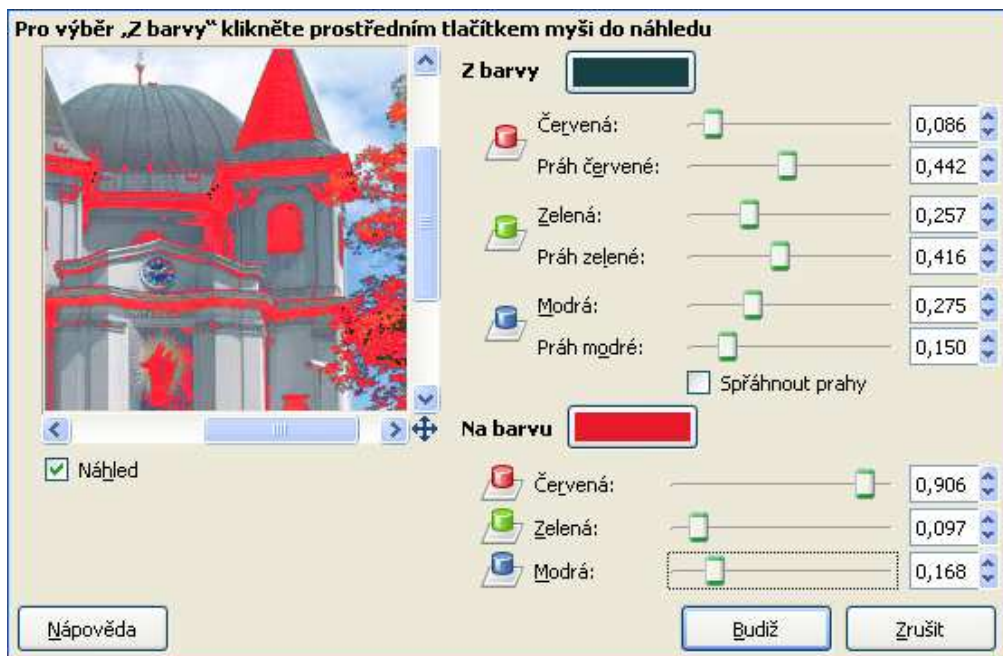 Pro výběr „Z barvy“ klikněte prostředním tlačítkem myši do náhledu
Z barvy
Červená: 0,086
Práh červené: 0,442
Zelená: 0,257
Práh zelené: 0,416
Modrá: 0,275
Práh modré: 0,150
Spřáhnout prahy
Na barvu
Náhled
Červená: 0,906
Zelená: 0,097
Modrá: 0,168
Nápověda Budiž Zrušit